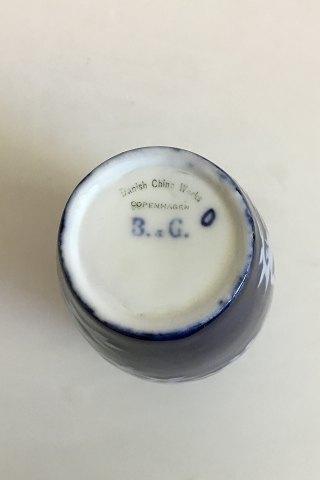 Danish China Works
COPENHAGEN
B. & G. 0